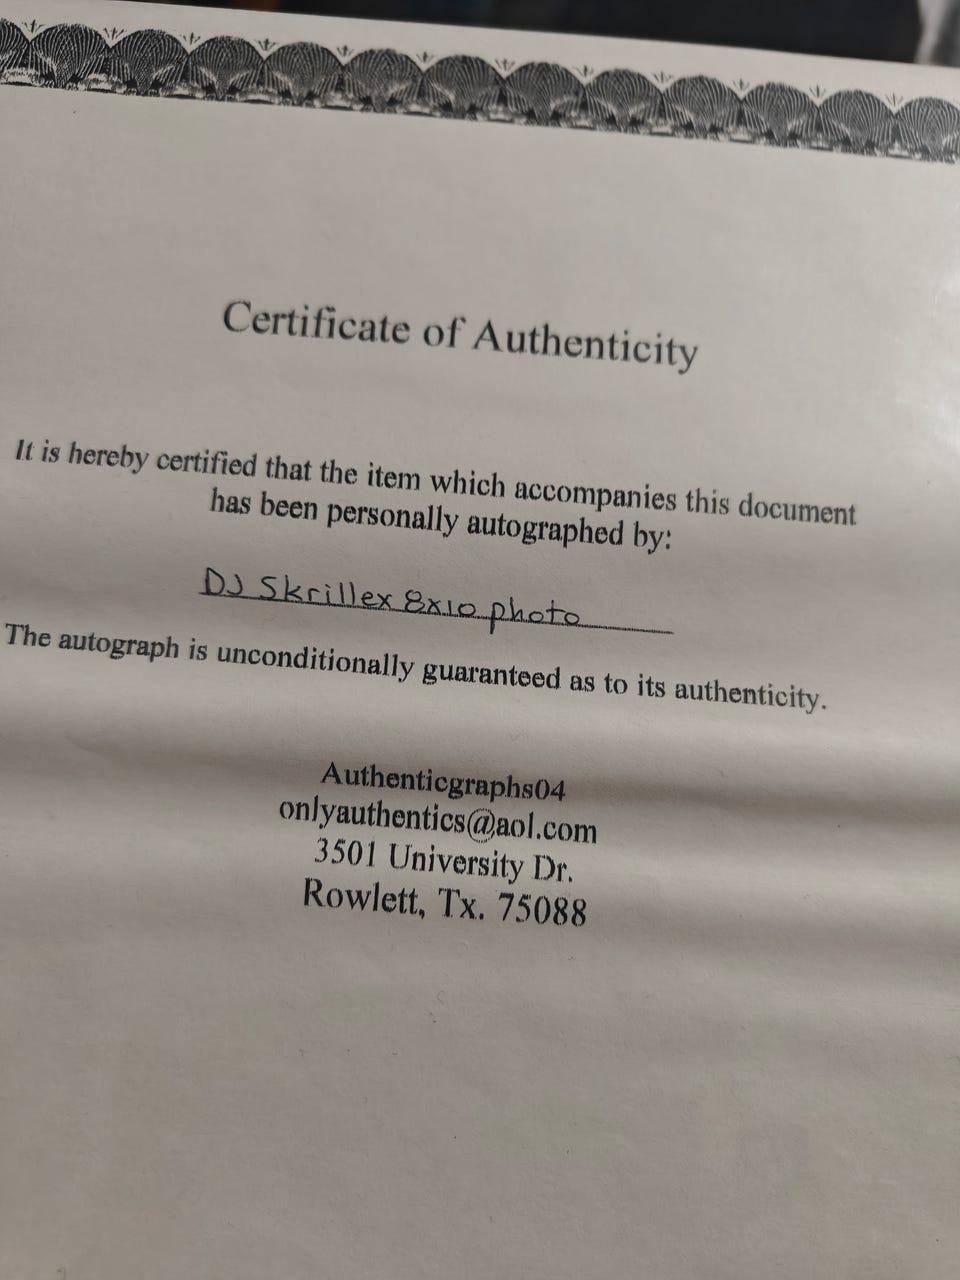 Certificate of Authenticity
It is hereby certified that the item which accompanies this document
has been personally autographed by:
DJ Skrillex 8x10 photo
The autograph is unconditionally guaranteed as to its authenticity.
Authenticgraphs04
onlyauthentics@aol.com
3501 University Dr.
Rowlett, Tx. 75088